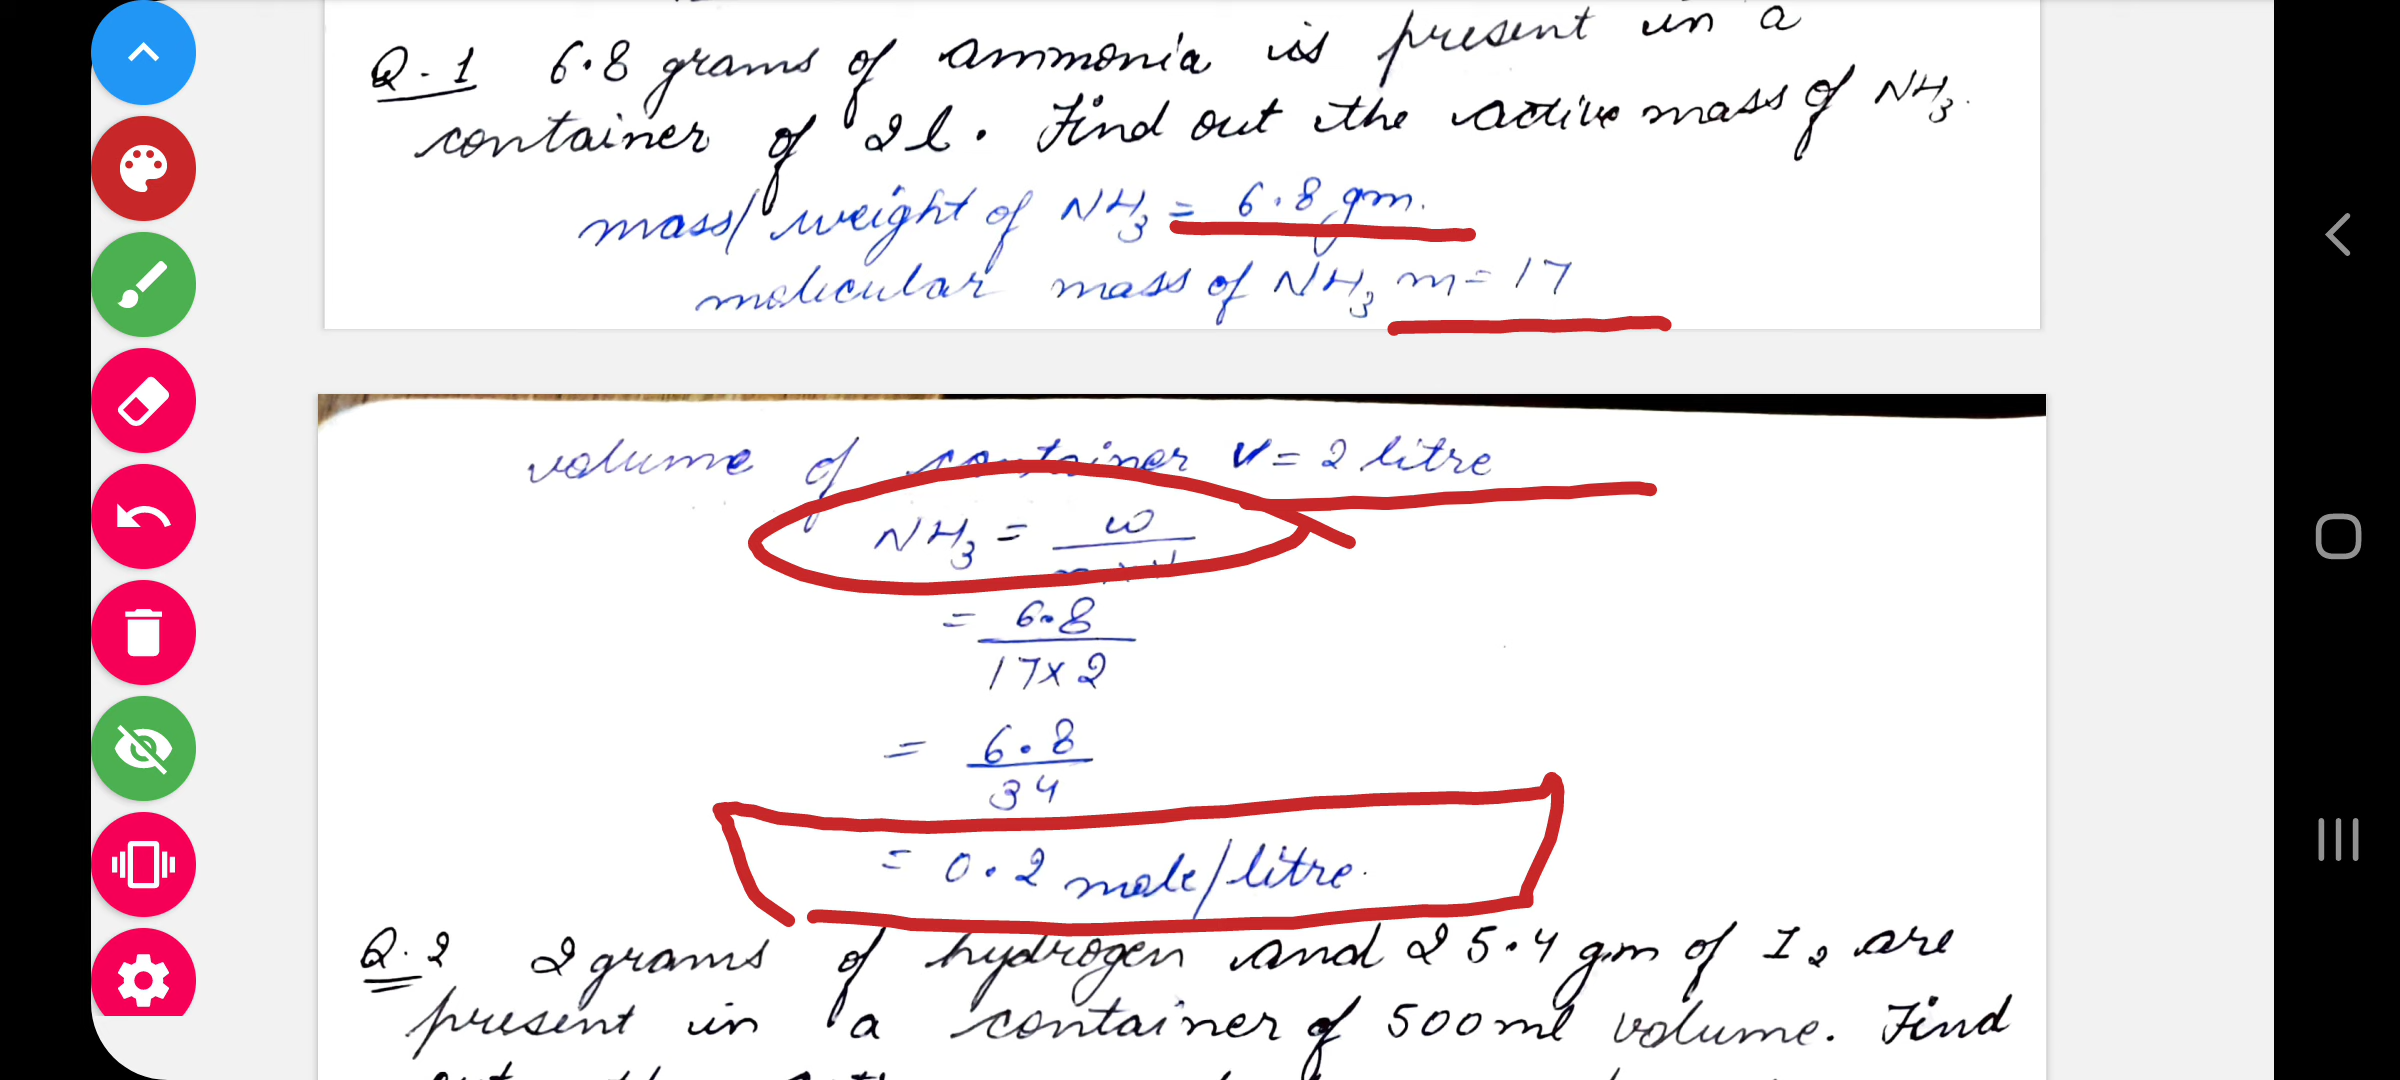 Q.1 6.8 grams of ammonia is present in a
container of 2l. Find out the active mass of NH3.
mass/weight of NH3 = 6.8 gm.
molecular mass of NH3 m = 17
volume of container V = 2 litre
NH3 = w
= 6.8
17 x 2
= 6.8
34
= 0.2 mole/litre.
Q.2 2 grams of hydrogen and 25.4 gm of I2 are
present in a container of 500 ml volume. Find